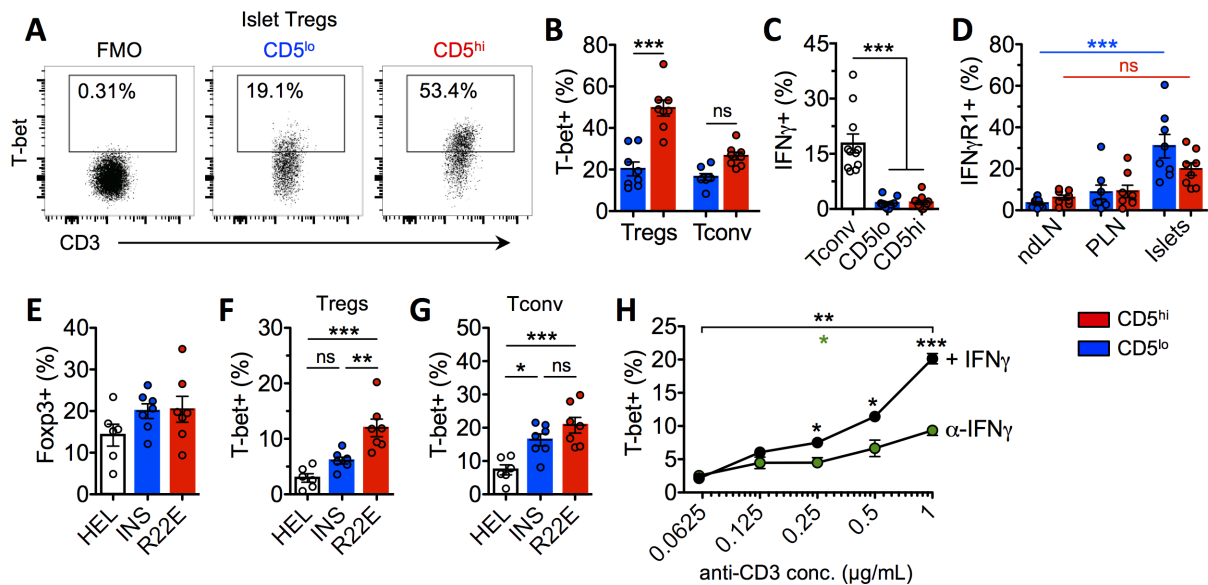 A
Islet Tregs
FMO
CD5lo
CD5hi
0.31%
19.1%
53.4%
T-bet
CD3
B
T-bet+ (%)
80
60
40
20
0
***
ns
Tregs
Tconv
C
IFNγ+ (%)
45
30
15
0
***
Tconv
CD5lo
CD5hi
D
IFNγR1+ (%)
80
60
40
20
0
***
ns
ndLN
PLN
Islets
E
Foxp3+ (%)
40
30
20
10
0
HEL
INS
R22E
F
Tregs
T-bet+ (%)
30
20
10
0
***
ns
**
HEL
INS
R22E
G
Tconv
T-bet+ (%)
50
40
30
20
10
0
***
*
ns
HEL
INS
R22E
H
T-bet+ (%)
25
20
15
10
5
0
**
*
***
+ IFNγ
*
*
α-IFNγ
0.0625
0.125
0.25
0.5
1
anti-CD3 conc. (μg/mL)
CD5hi
CD5lo